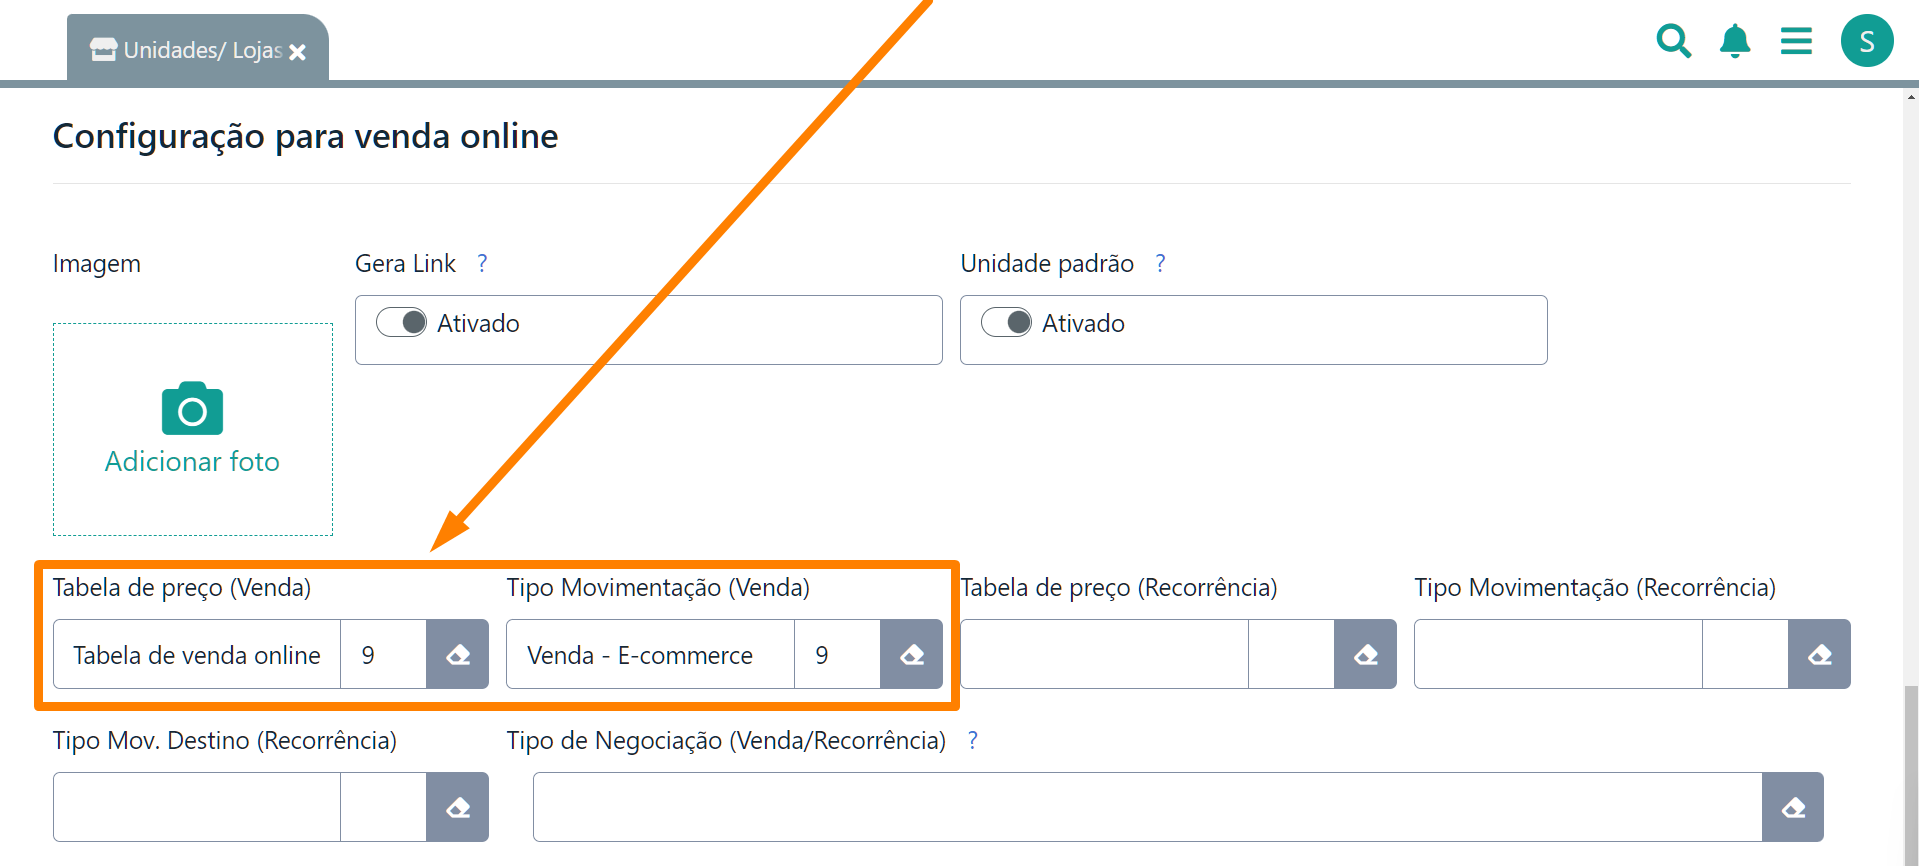 Unidades/ Lojas
S
Configuração para venda online
Imagem
Gera Link ?
Unidade padrão ?
Ativado
Ativado
Adicionar foto
Tabela de preço (Venda)
Tipo Movimentação (Venda)
Tabela de preço (Recorrência)
Tipo Movimentação (Recorrência)
Tabela de venda online 9
Venda - E-commerce 9
Tipo Mov. Destino (Recorrência)
Tipo de Negociação (Venda/Recorrência) ?